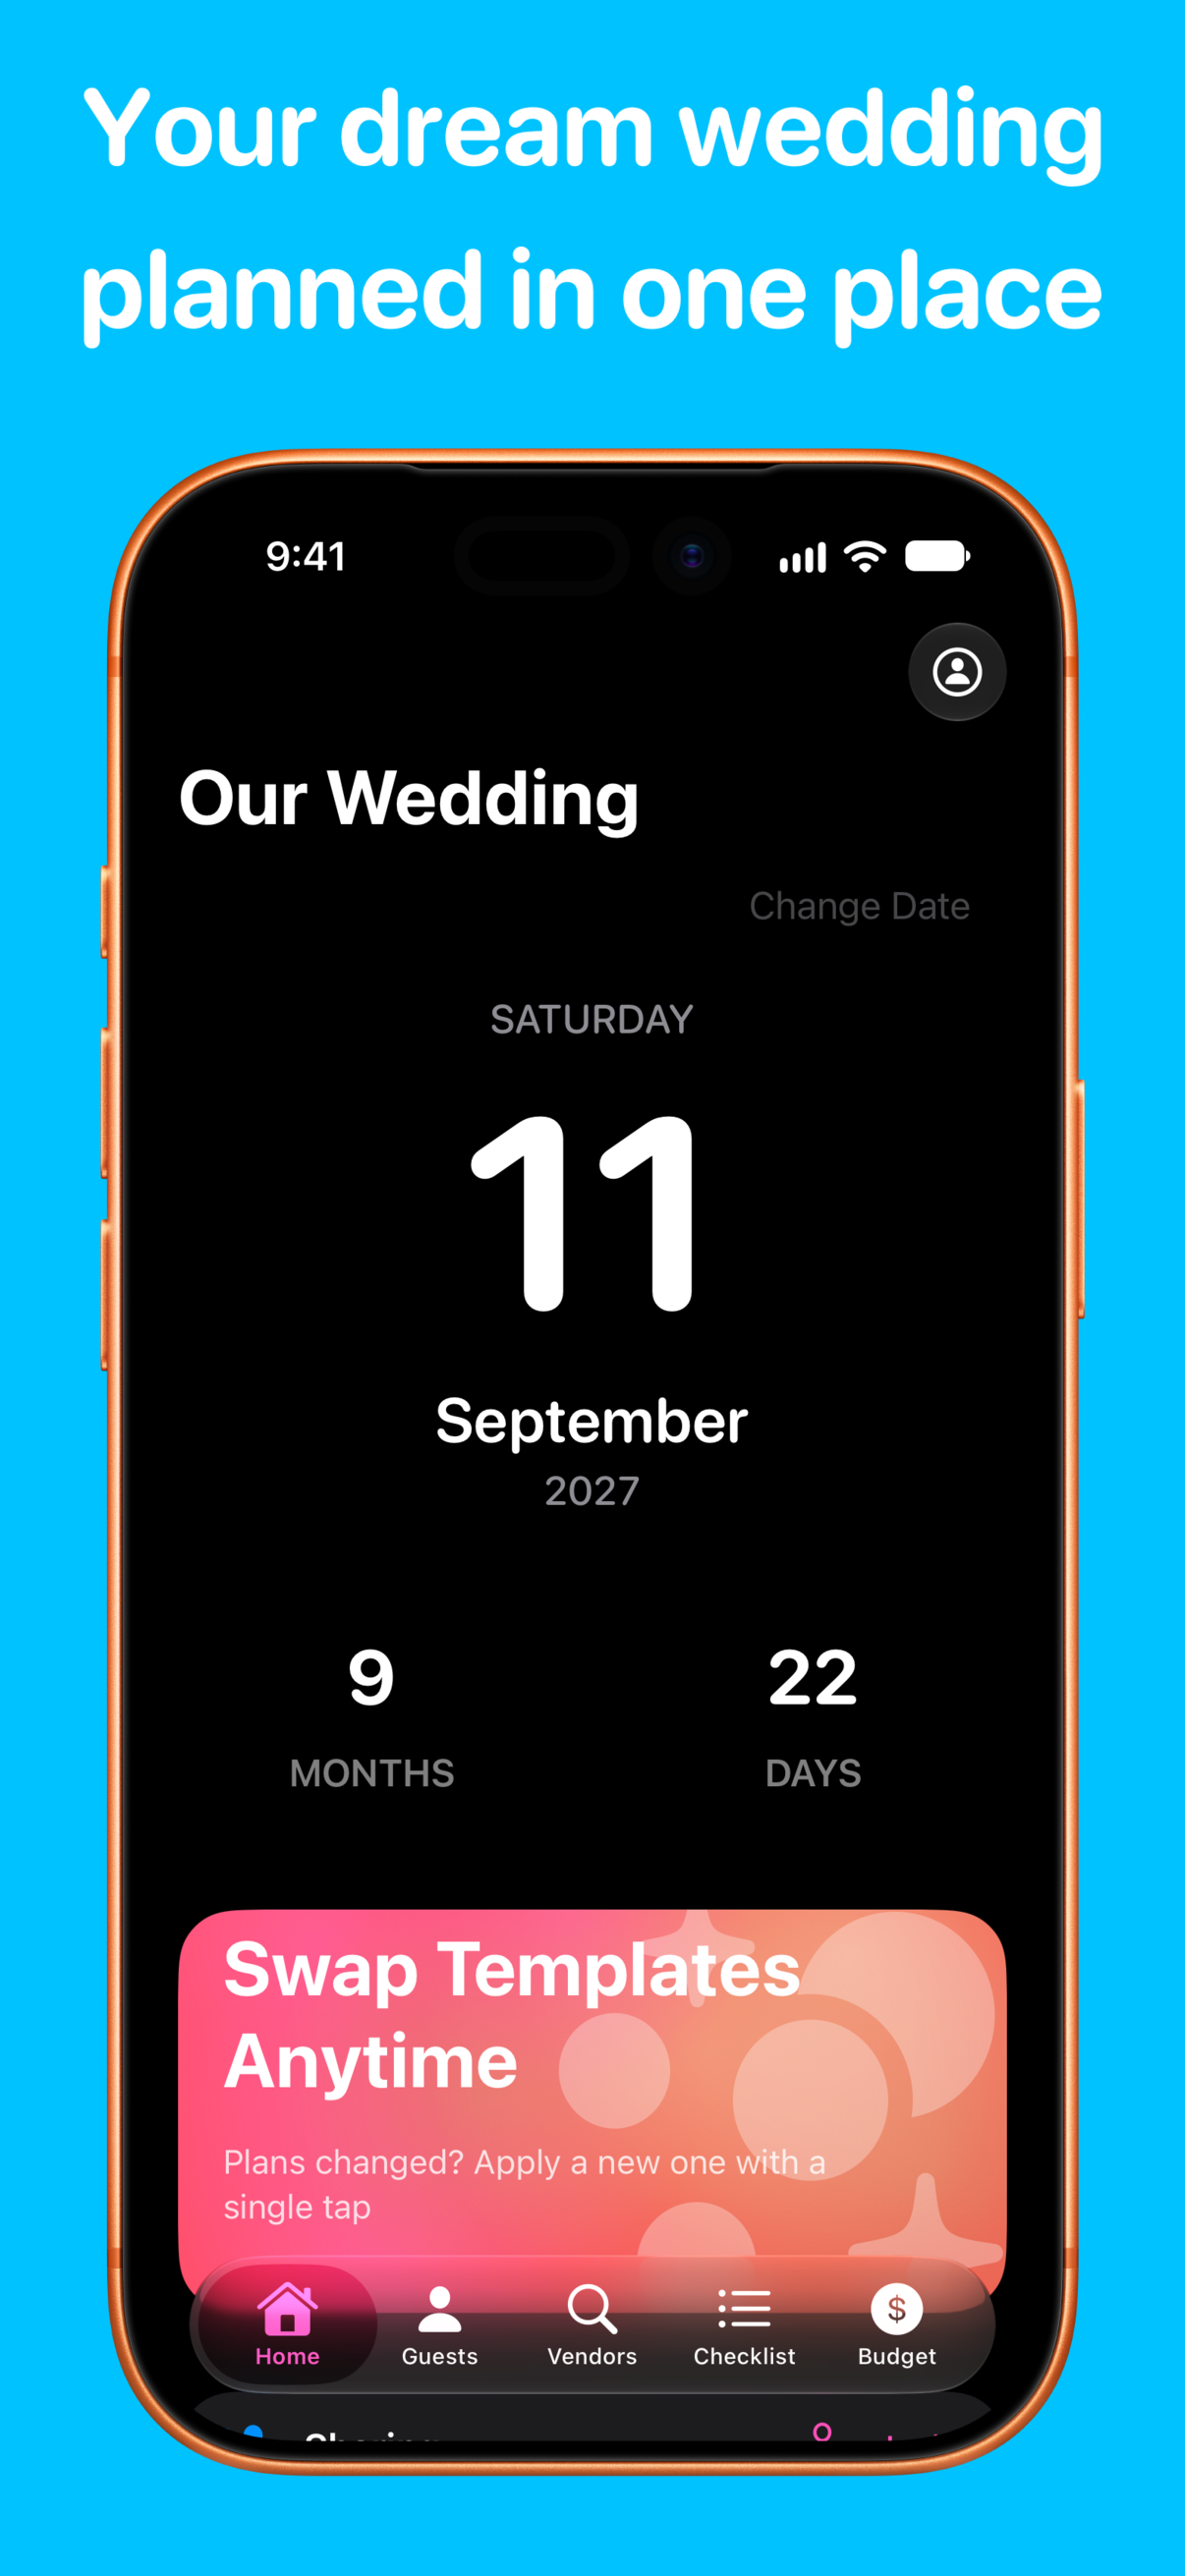 Your dream wedding
planned in one place
9:41
Our Wedding
Change Date
SATURDAY
11
September
2027
9 22
MONTHS DAYS
Swap Templates
Anytime
Plans changed? Apply a new one with a
single tap
$
Home Guests Vendors Checklist Budget